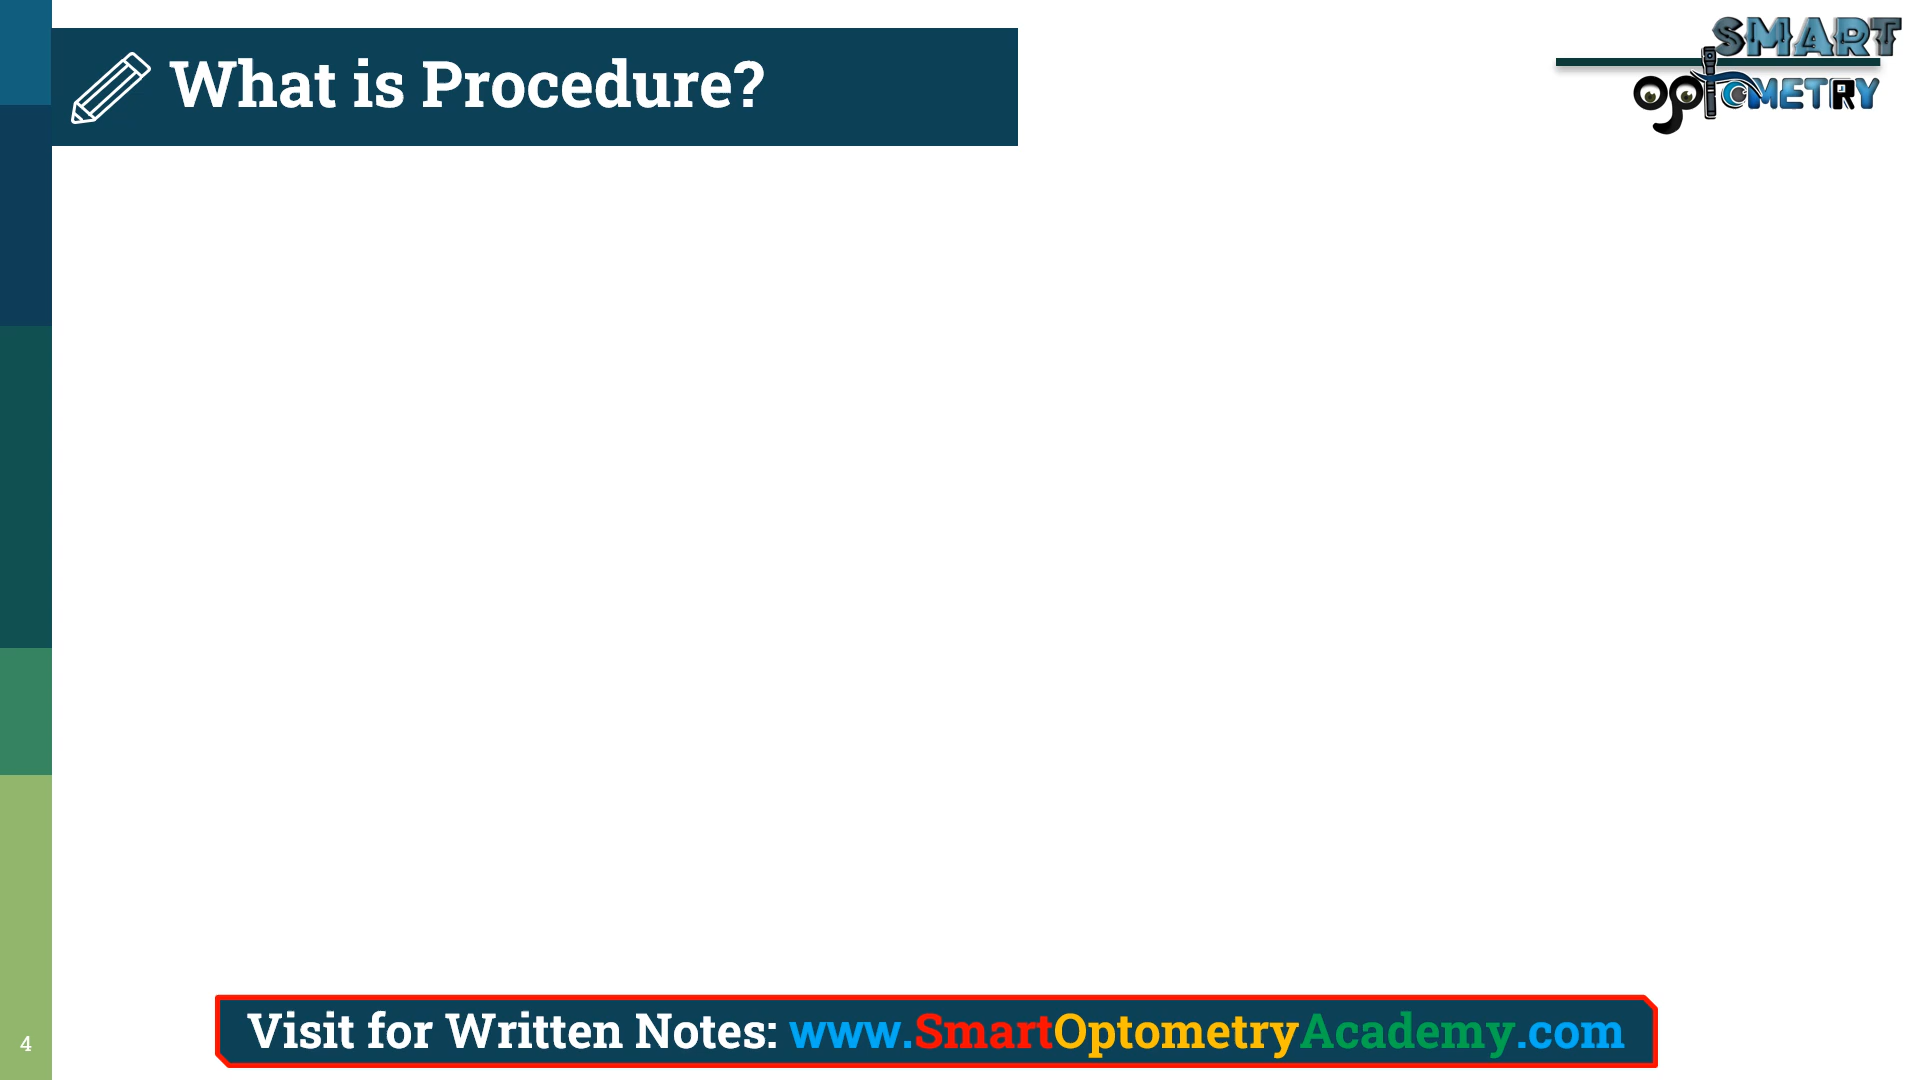 What is Procedure?
SMART
OPTOMETRY
4
Visit for Written Notes: www.SmartOptometryAcademy.com